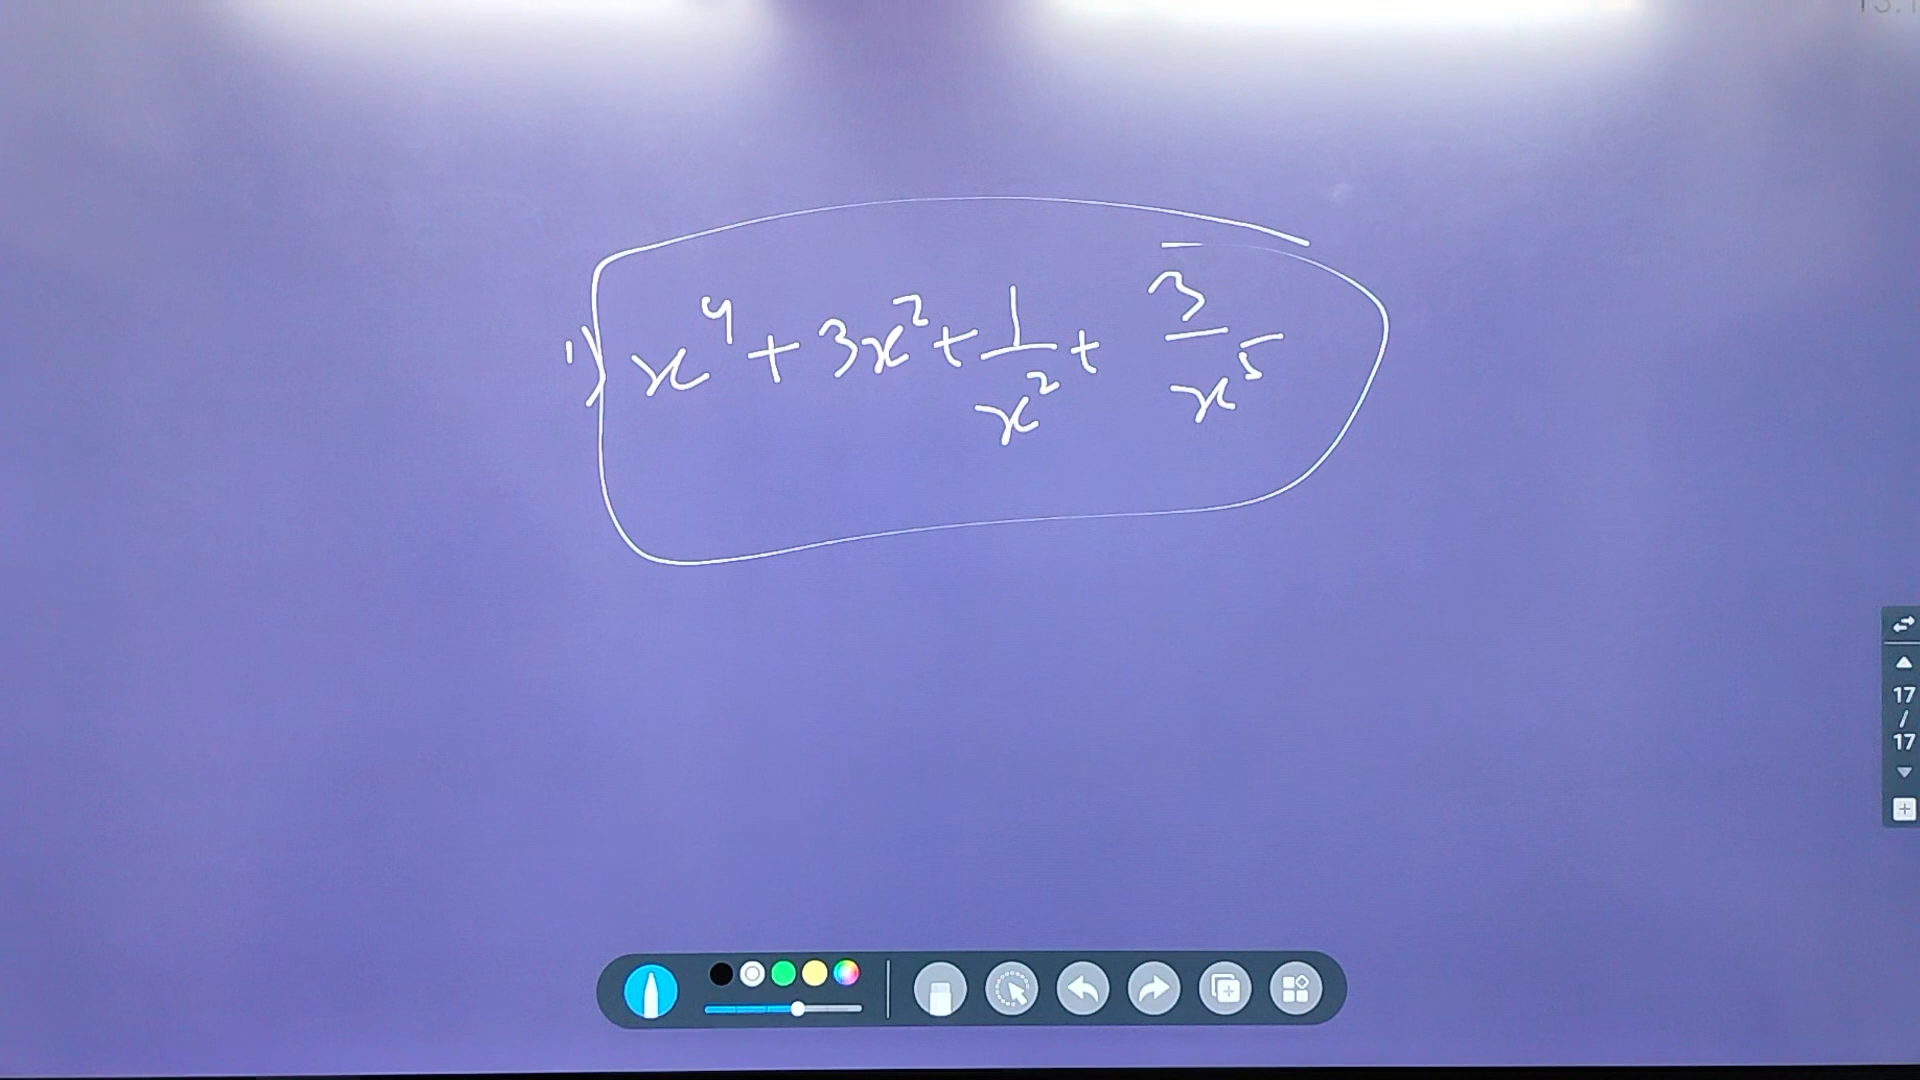 1) x⁴ + 3x² + 1/x² + 3/x⁵
17
/
17